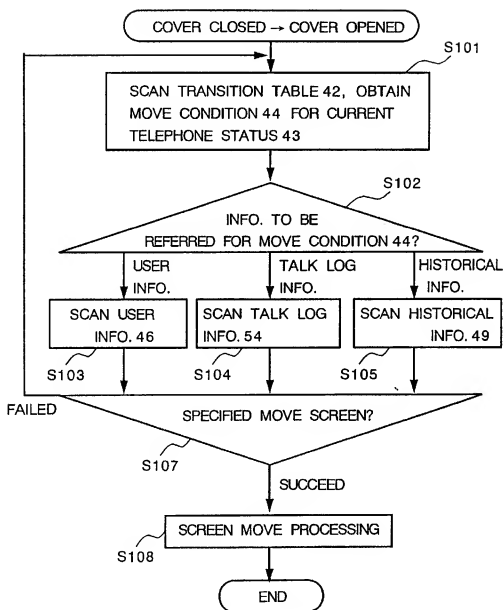 COVER CLOSED → COVER OPENED
S101
SCAN TRANSITION TABLE 42, OBTAIN
MOVE CONDITION 44 FOR CURRENT
TELEPHONE STATUS 43
S102
INFO. TO BE
REFERRED FOR MOVE CONDITION 44?
USER
INFO.
TALK LOG
INFO.
HISTORICAL
INFO.
SCAN USER
INFO. 46
SCAN TALK LOG
INFO. 54
SCAN HISTORICAL
INFO. 49
S103
S104
S105
FAILED
SPECIFIED MOVE SCREEN?
S107
SUCCEED
SCREEN MOVE PROCESSING
S108
END